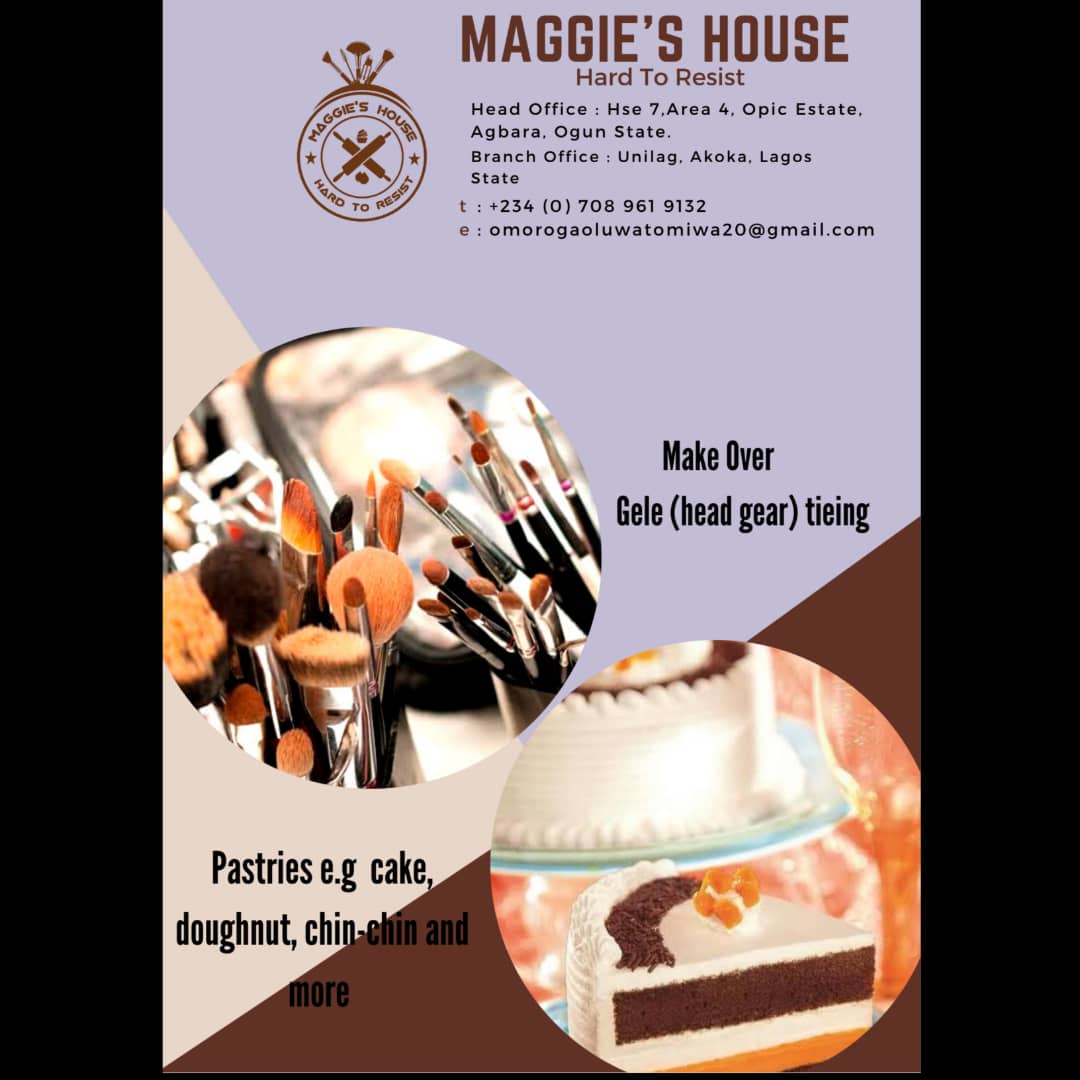 MAGGIE'S HOUSE
Hard To Resist
Head Office : Hse 7,Area 4, Opic Estate,
Agbara, Ogun State.
Branch Office : Unilag, Akoka, Lagos
State
t : +234 (0) 708 961 9132
e : omorogaoluwatomiwa20@gmail.com
MAGGIE'S HOUSE
HARD TO RESIST
Make Over
Gele (head gear) tieing
Pastries e.g cake,
doughnut, chin-chin and
more